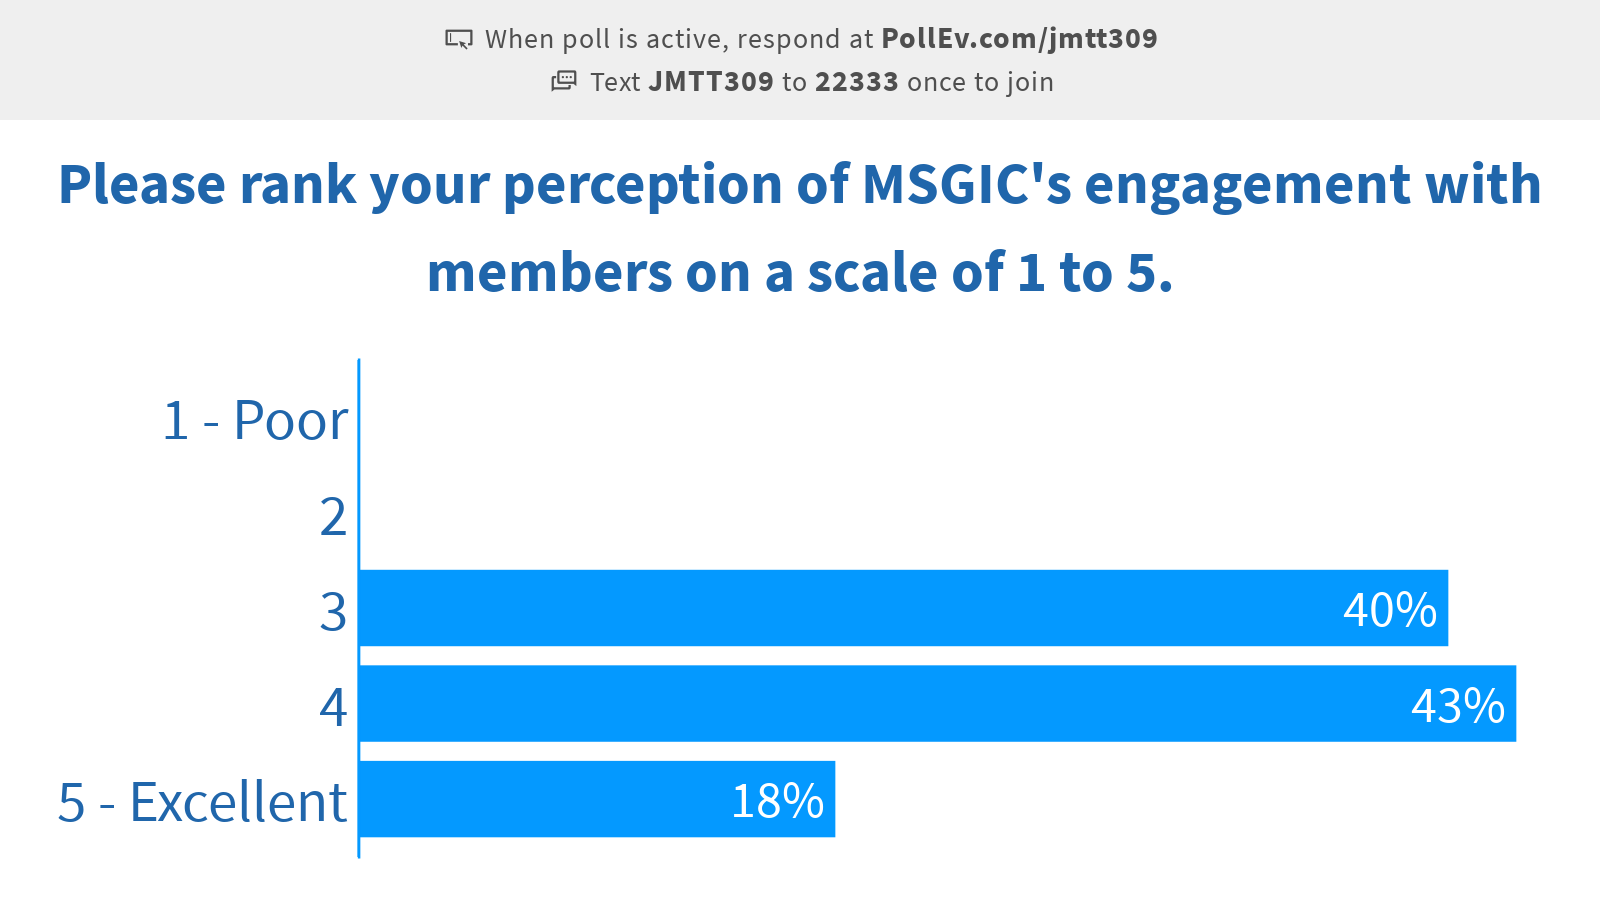 When poll is active, respond at PollEv.com/jmtt309
Text JMTT309 to 22333 once to join
Please rank your perception of MSGIC's engagement with
members on a scale of 1 to 5.
1 - Poor
2
3
40%
4
43%
5 - Excellent
18%